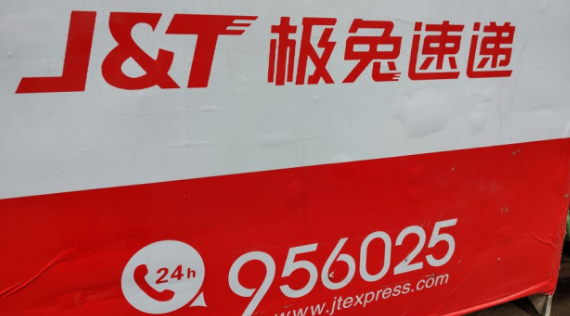 J&T 极兔速递
24h 956025
www.jtexpress.com